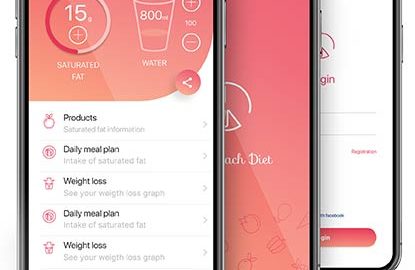 15g
800ml
+
100
SATURATED
FAT
WATER
Products
Saturated fat information
Daily meal plan
Intake of saturated fat
Weight loss
See your weigth loss graph
Daily meal plan
Intake of saturated fat
Weight loss
See your weigth loss graph
ach Diet
gin
Registration
th facebook
gin